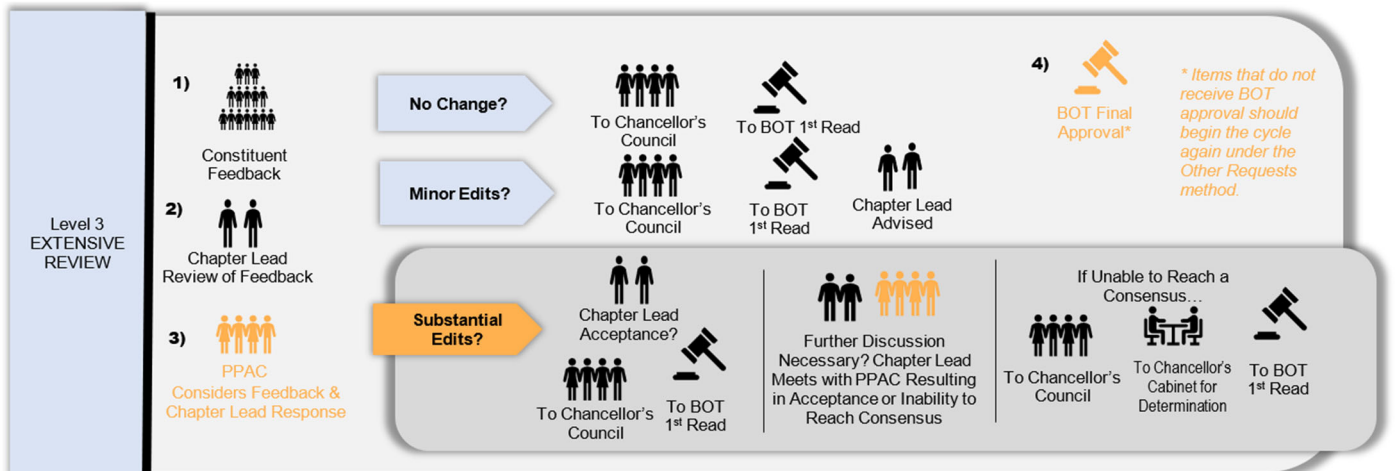 Level 3
EXTENSIVE
REVIEW
1)
Constituent
Feedback
2)
Chapter Lead
Review of Feedback
3)
PPAC
Considers Feedback &
Chapter Lead Response
No Change?
To Chancellor's
Council
To BOT 1st Read
Minor Edits?
To Chancellor's
Council
To BOT
1st Read
Chapter Lead
Advised
Substantial
Edits?
Chapter Lead
Acceptance?
To Chancellor's
Council
To BOT
1st Read
Further Discussion
Necessary? Chapter Lead
Meets with PPAC Resulting
in Acceptance or Inability to
Reach Consensus
If Unable to Reach a
Consensus…
To Chancellor's
Council
To Chancellor's
Cabinet for
Determination
To BOT
1st Read
4)
BOT Final
Approval*
* Items that do not
receive BOT
approval should
begin the cycle
again under the
Other Requests
method.